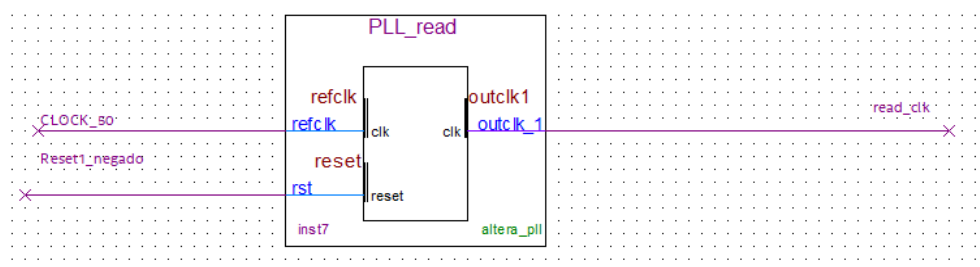 PLL_read
refclk
outclk1
read_clk
CLOCK_50
refclk
clk
clk
outclk_1
Reset1_negado
reset
rst
reset
inst7
altera_pll